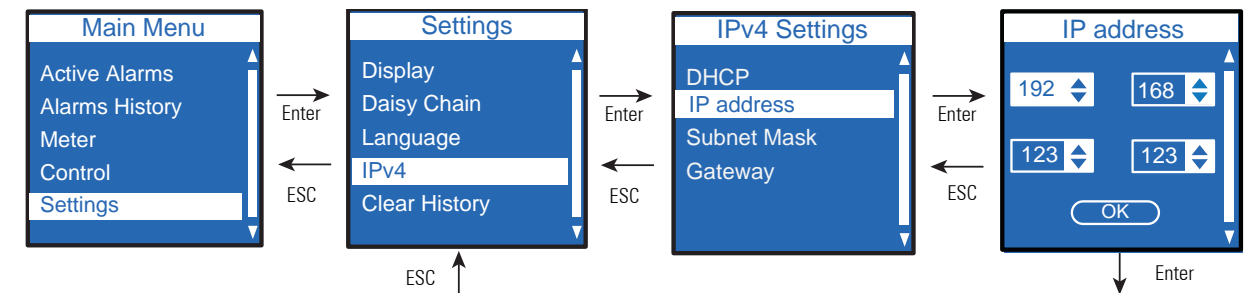 Main Menu
Active Alarms
Alarms History
Meter
Control
Settings
Enter
ESC
Settings
Display
Daisy Chain
Language
IPv4
Clear History
Enter
ESC
IPv4 Settings
DHCP
IP address
Subnet Mask
Gateway
Enter
ESC
IP address
192 168
123 123
OK
ESC
Enter